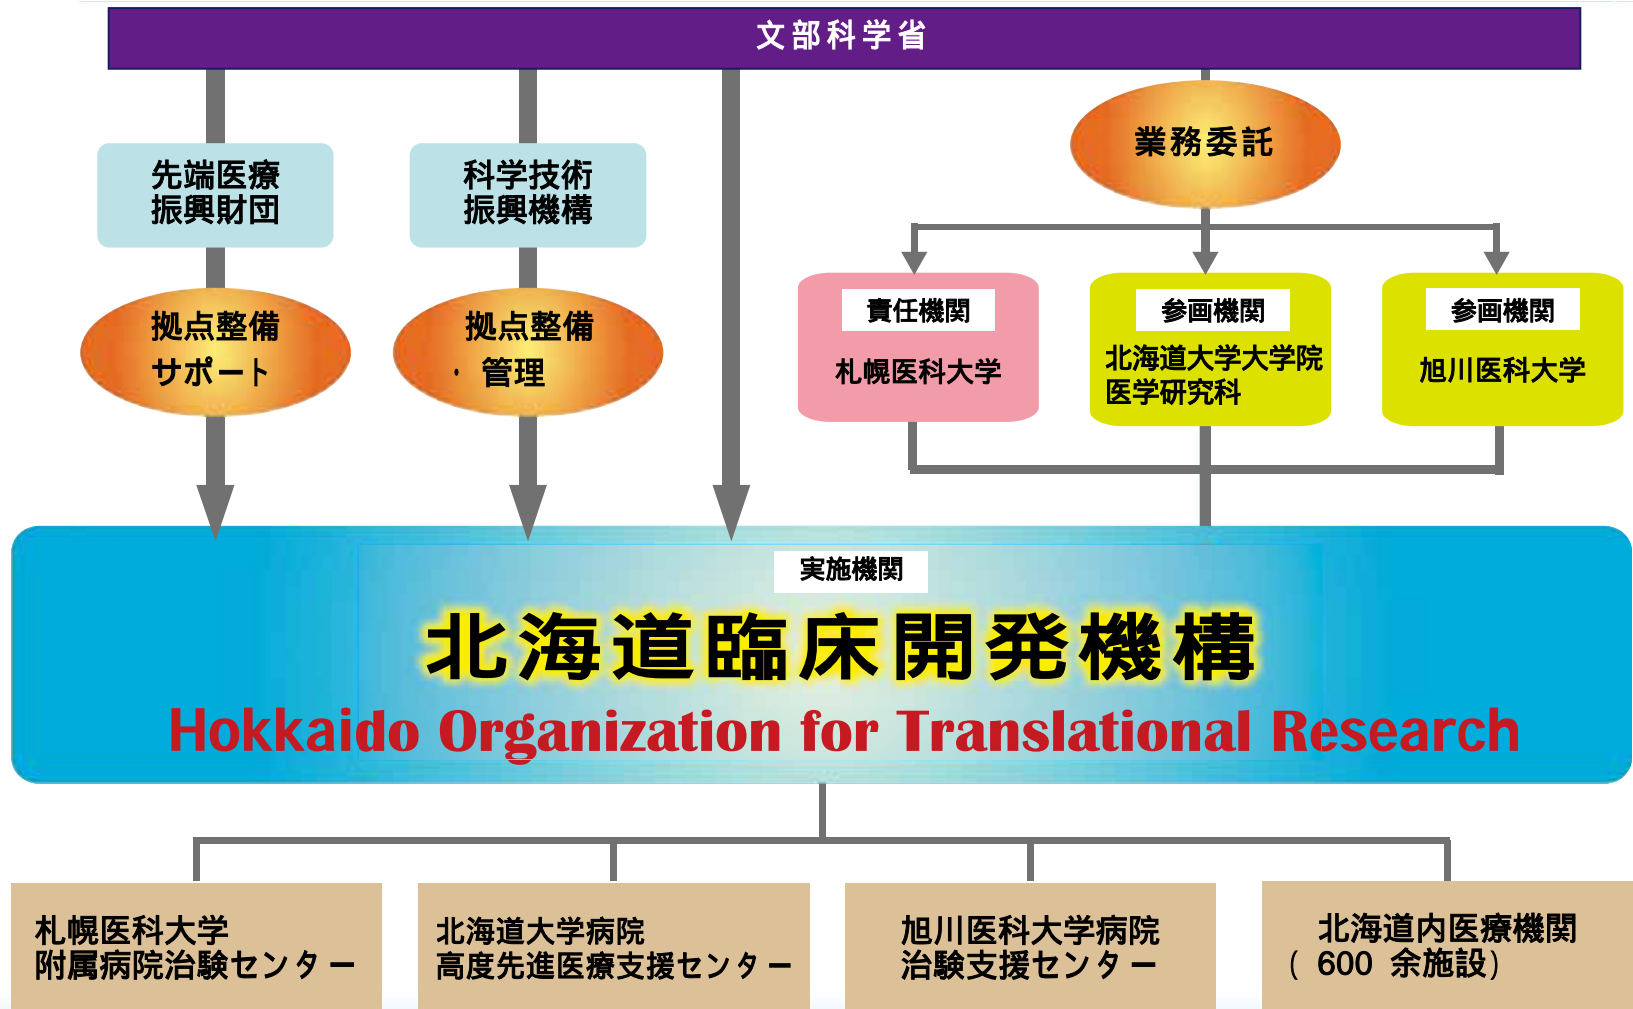 文部科学省
業務委託
先端医療
振興財団
科学技術
振興機構
拠点整備
サポート
拠点整備
・管理
責任機関
札幌医科大学
参画機関
北海道大学大学院
医学研究科
参画機関
旭川医科大学
実施機関
北海道臨床開発機構
Hokkaido Organization for Translational Research
札幌医科大学
附属病院治験センター
北海道大学病院
高度先進医療支援センター
旭川医科大学病院
治験支援センター
北海道内医療機関
(600 余施設)